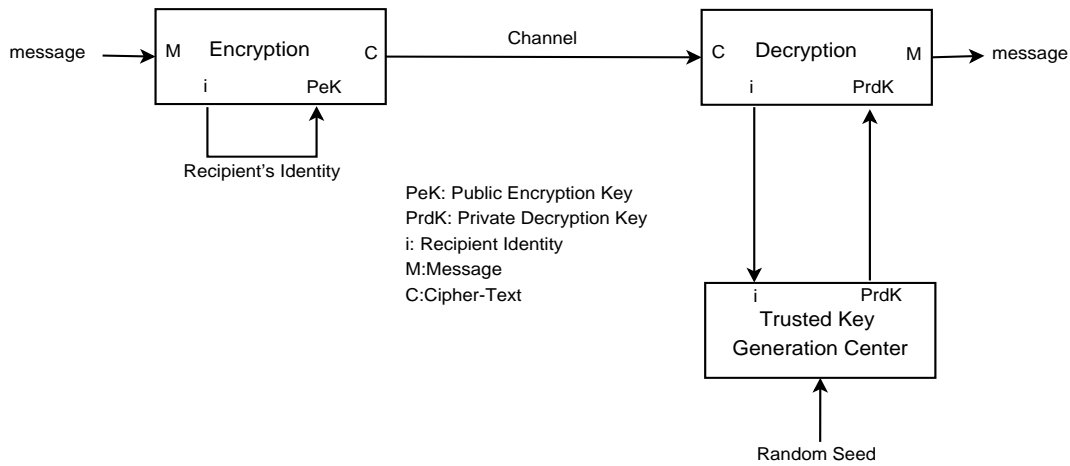 message
M Encryption C
i PeK
Recipient's Identity
Channel
C Decryption M
i PrdK
message
PeK: Public Encryption Key
PrdK: Private Decryption Key
i: Recipient Identity
M:Message
C:Cipher-Text
i PrdK
Trusted Key
Generation Center
Random Seed